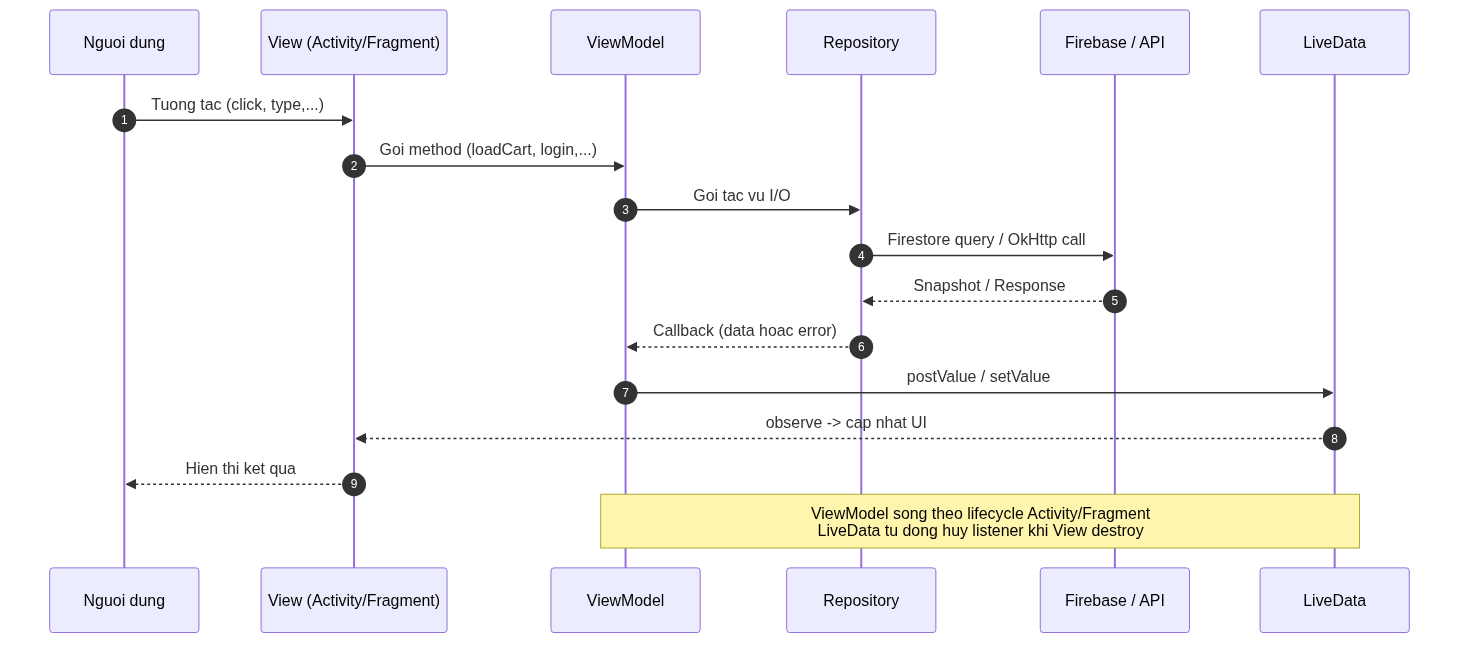 Nguoi dung
View (Activity/Fragment)
ViewModel
Repository
Firebase / API
LiveData
1
Tuong tac (click, type,...)
2
Goi method (loadCart, login,...)
3
Goi tac vu I/O
4
Firestore query / OkHttp call
Snapshot / Response
5
Callback (data hoac error)
6
7
postValue / setValue
observe -> cap nhat UI
8
Hien thi ket qua
9
ViewModel song theo lifecycle Activity/Fragment
LiveData tu dong huy listener khi View destroy
Nguoi dung
View (Activity/Fragment)
ViewModel
Repository
Firebase / API
LiveData